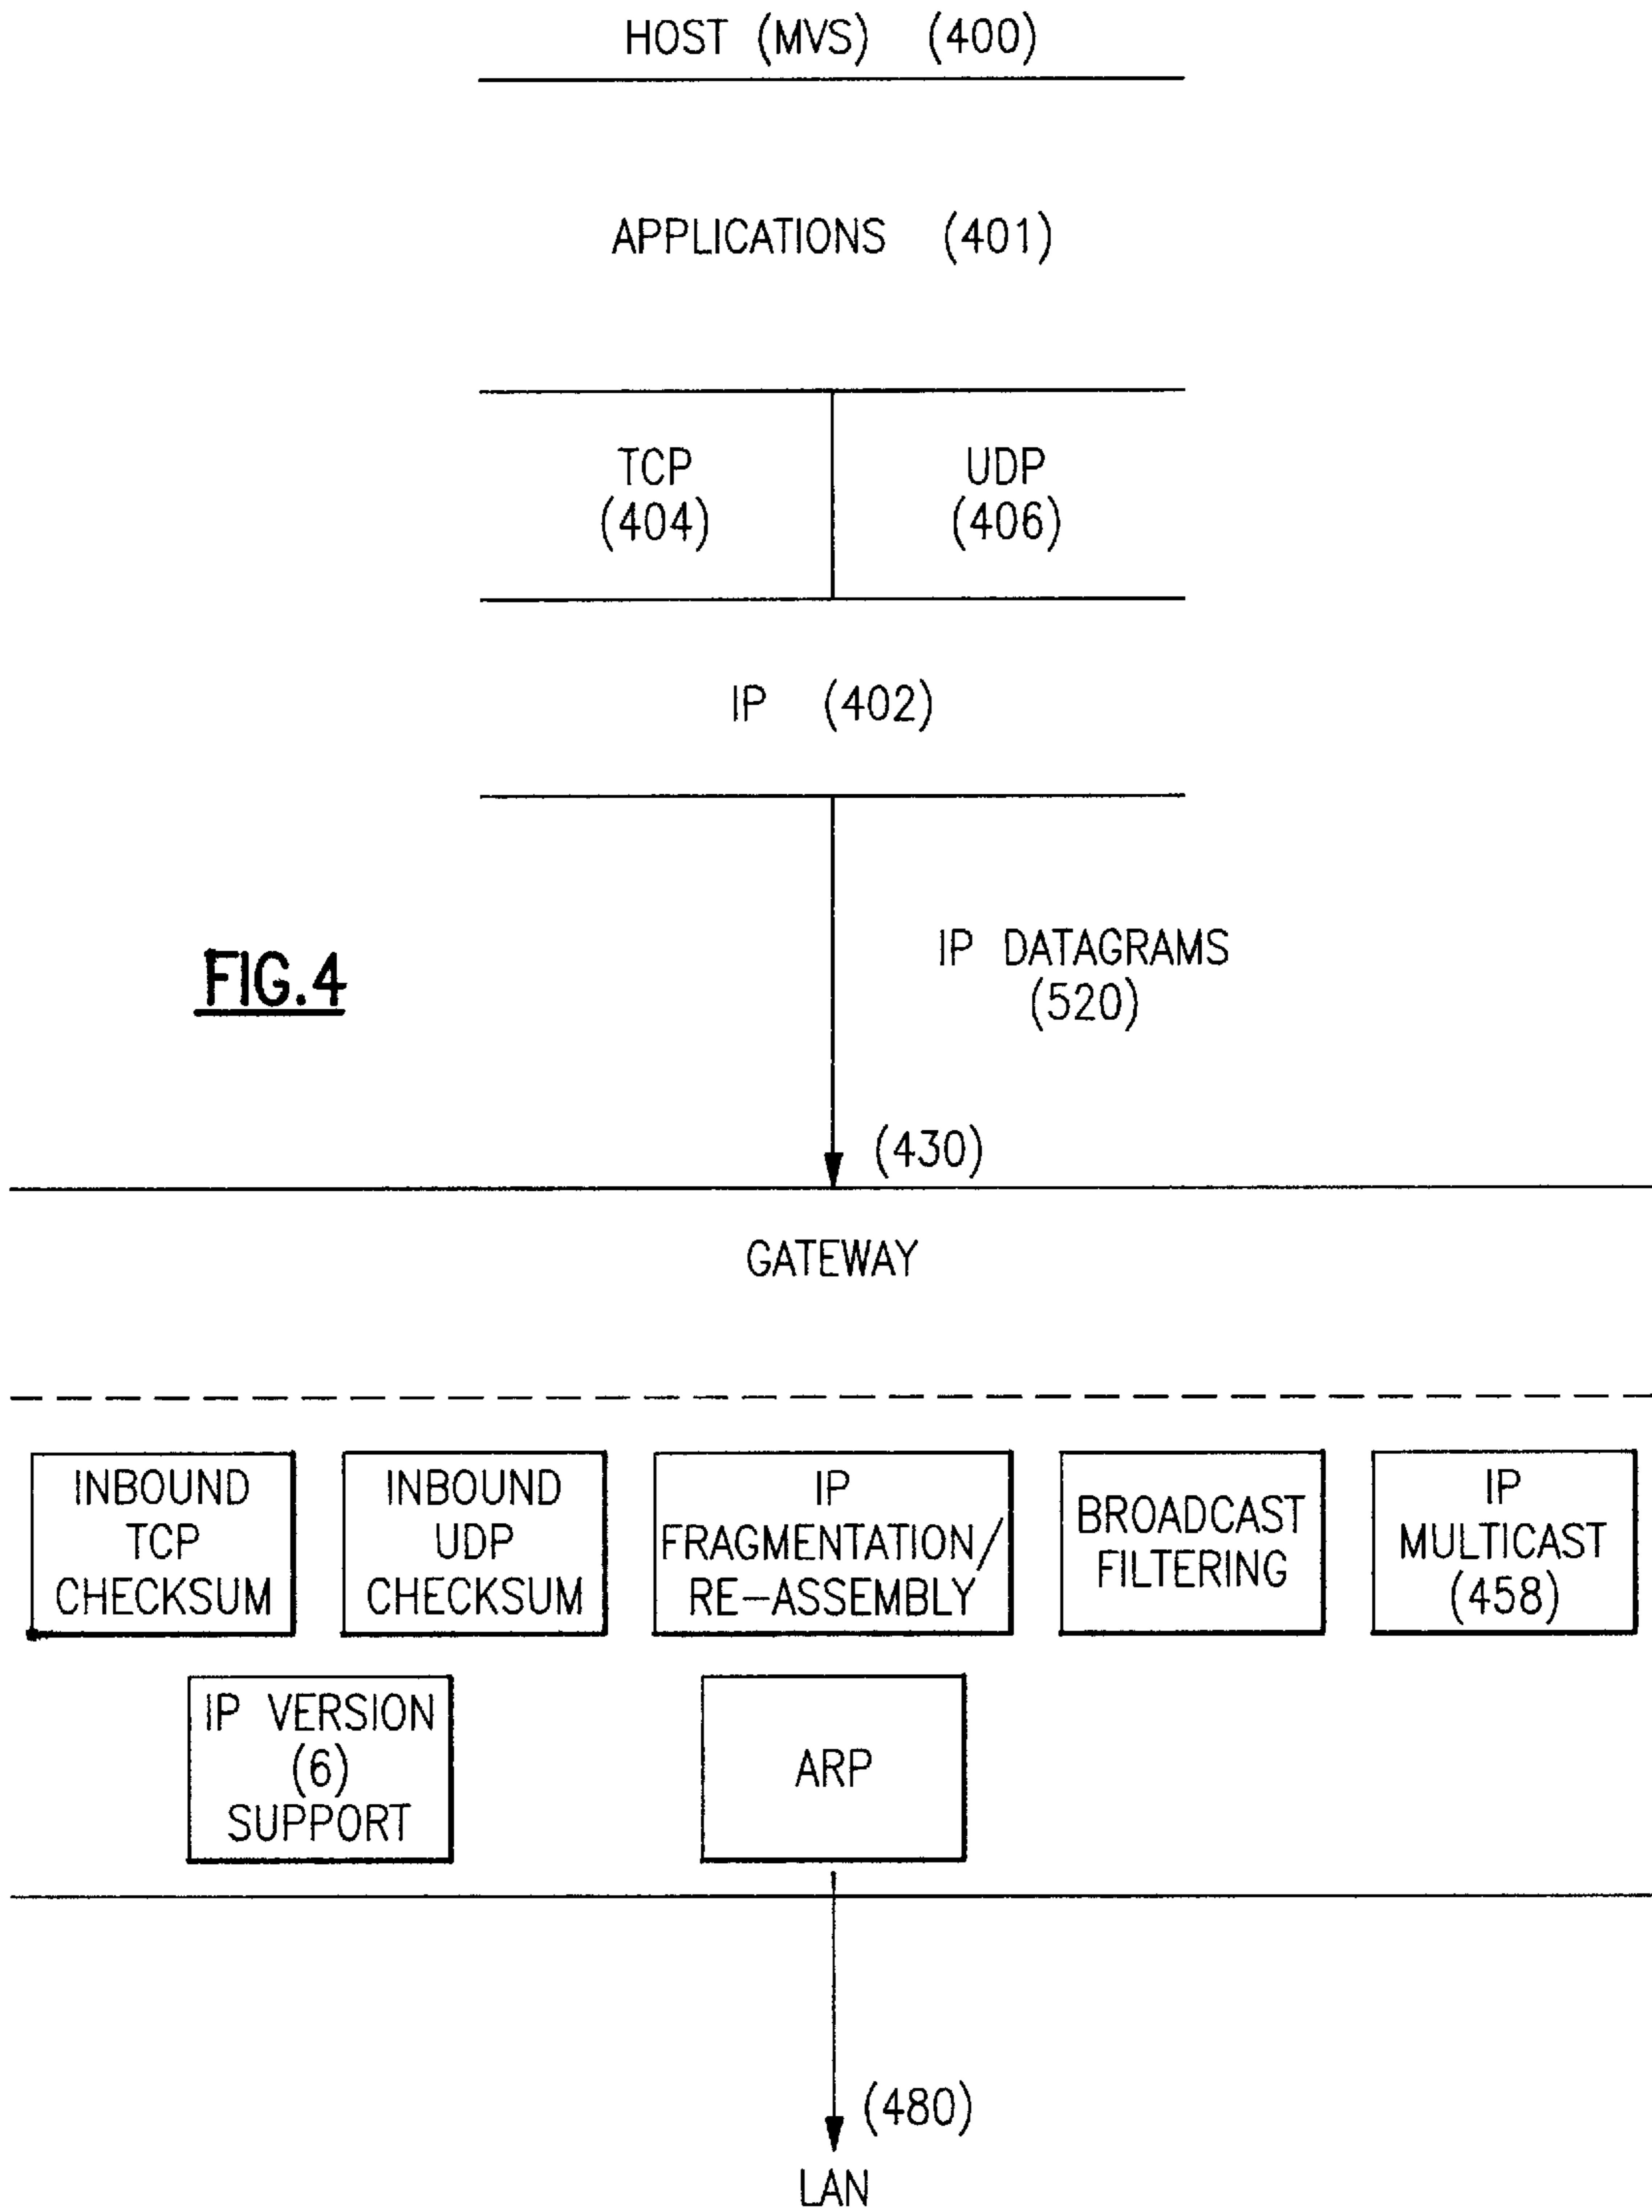 HOST (MVS) (400)
APPLICATIONS (401)
TCP
(404)
UDP
(406)
IP (402)
IP DATAGRAMS
(520)
FIG.4
(430)
GATEWAY
INBOUND
TCP
CHECKSUM
INBOUND
UDP
CHECKSUM
IP
FRAGMENTATION/
RE-ASSEMBLY
BROADCAST
FILTERING
IP
MULTICAST
(458)
IP VERSION
(6)
SUPPORT
ARP
(480)
LAN